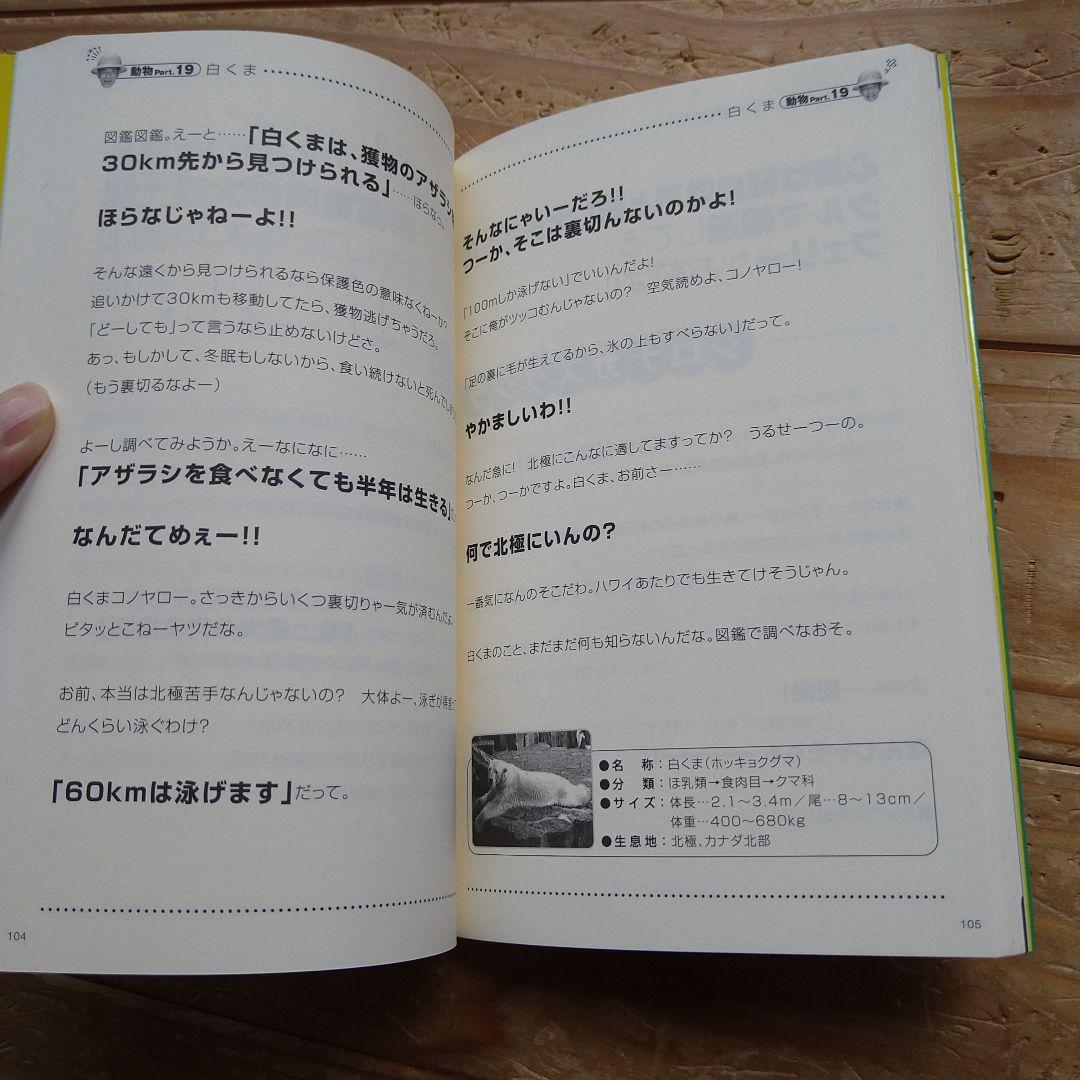 動物Part.19 白くま
図鑑図鑑。えーと……「白くまは、獲物のアザラシを
30km先から見つけられる」……ほらなっ。
ほらなじゃねーよ!!
そんな遠くから見つけられるなら保護色の意味なくねーか?
追いかけて30kmも移動してたら、獲物逃げちゃうだろ。
「どーしても」って言うなら止めないけどさ。
あっ、もしかして、冬眠もしないから、食い続けないと死んでしま
(もう裏切るなよー)
よーし調べてみようか。えーなになに……
「アザラシを食べなくても半年は生きる」
なんだてめぇー!!
白くまコノヤロー。さっきからいくつ裏切りゃー気が済むんだよ。
ピタッとこねーヤツだな。
お前、本当は北極苦手なんじゃないの? 大体よー、泳ぎが得意っ
どんくらい泳ぐわけ?
「60kmは泳げます」だって。
104
白くま 動物Part.19
そんなにゃいーだろ!!
つーか、そこは裏切んないのかよ!
「100mしか泳げない」でいいんだよ!
そこに俺がツッコむんじゃないの? 空気読めよ、コノヤロー!
「足の裏に毛が生えてるから、氷の上もすべらない」だって。
やかましいわ!!
なんだ急に! 北極にこんなに適してますってか? うるせーつーの。
つーか、つーかですよ。白くま、お前さー……
何で北極にいんの?
一番気になんのそこだわ。ハワイあたりでも生きてけそうじゃん。
白くまのこと、まだまだ何も知らないんだな。図鑑で調べなおそ。
●名 称:白くま(ホッキョクグマ)
●分 類:ほ乳類→食肉目→クマ科
●サイズ:体長…2.1〜3.4m/尾…8〜13cm/
体重…400〜680kg
●生息地:北極、カナダ北部
105